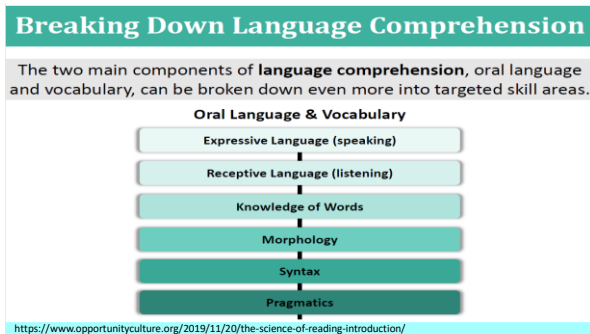 Breaking Down Language Comprehension
The two main components of language comprehension, oral language
and vocabulary, can be broken down even more into targeted skill areas.
Oral Language & Vocabulary
Expressive Language (speaking)
Receptive Language (listening)
Knowledge of Words
Morphology
Syntax
Pragmatics
https://www.opportunityculture.org/2019/11/20/the-science-of-reading-introduction/